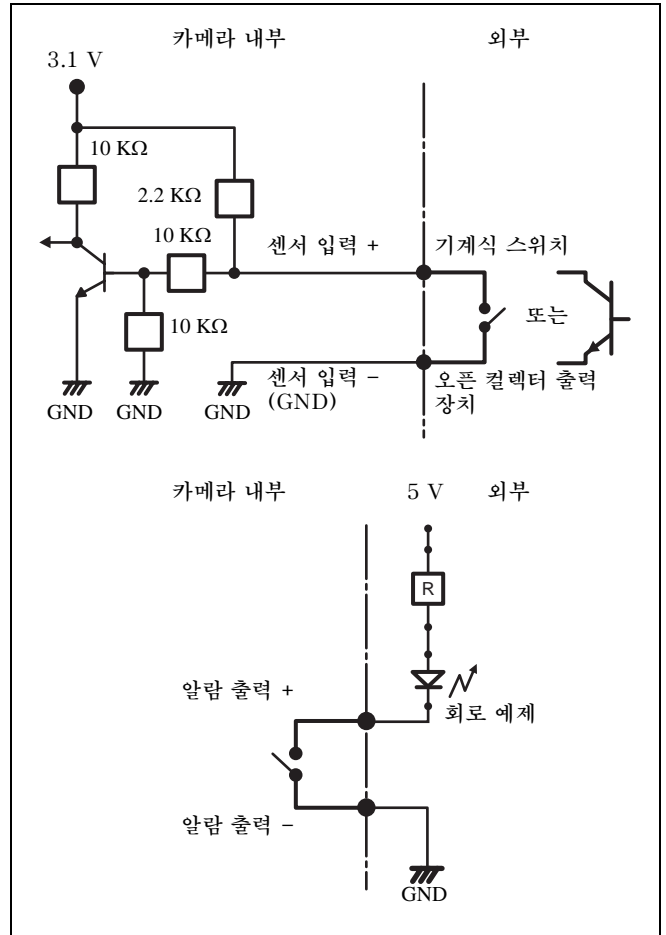 카메라 내부
외부
3.1 V
10 KΩ
2.2 KΩ
10 KΩ
센서 입력 +
기계식 스위치
또는
10 KΩ
센서 입력 –
(GND)
오픈 컬렉터 출력
장치
GND
GND
GND
카메라 내부
5 V
외부
R
알람 출력 +
회로 예제
알람 출력 –
GND